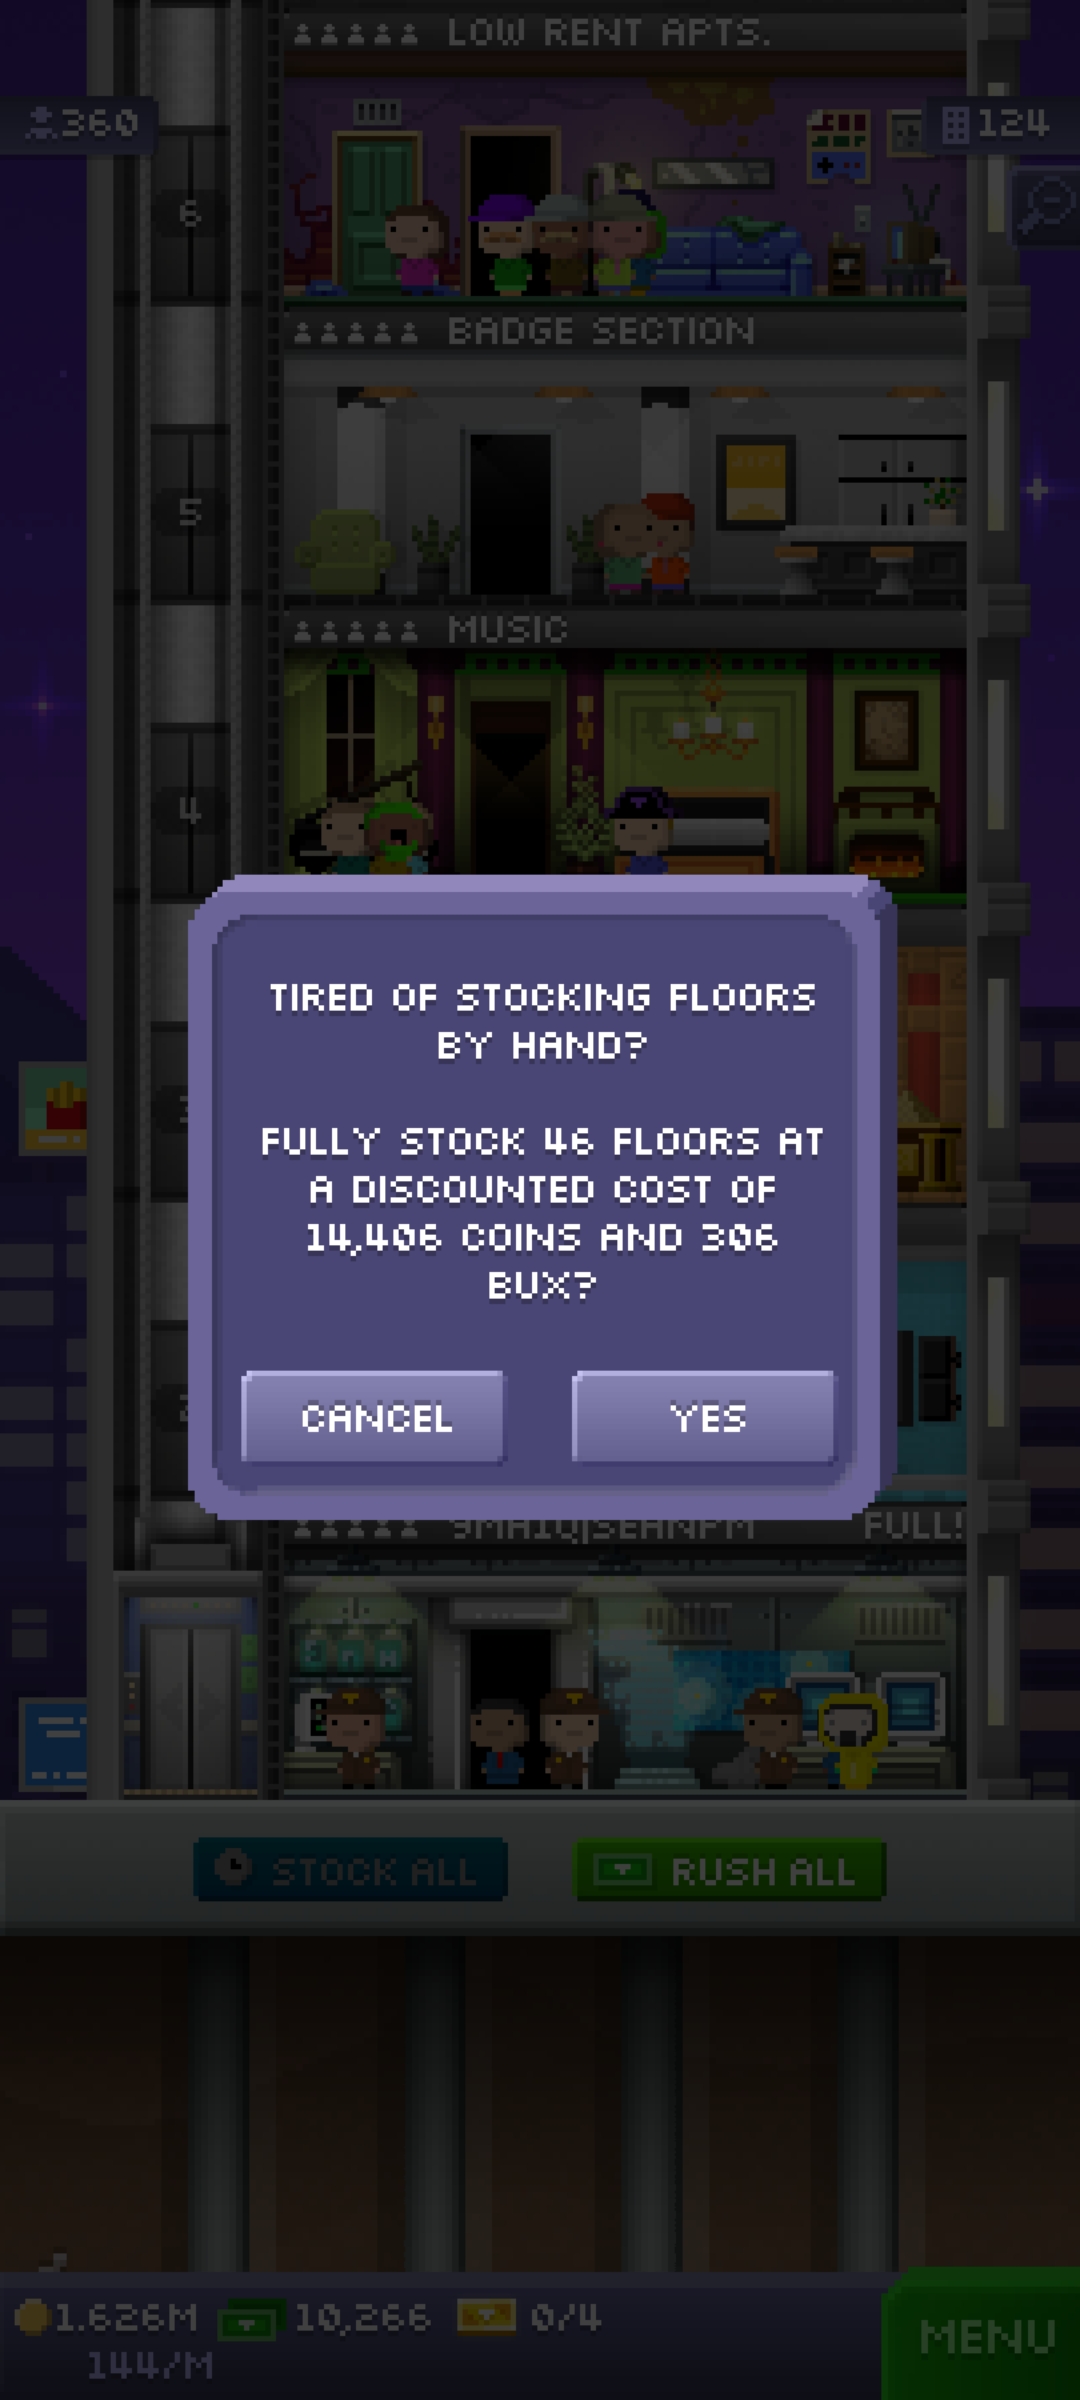 LOW RENT APTS.
360
124
6
BADGE SECTION
5
MUSIC
4
TIRED OF STOCKING FLOORS
BY HAND?
FULLY STOCK 46 FLOORS AT
A DISCOUNTED COST OF
14,406 COINS AND 306
BUX?
CANCEL
YES
FULL!
STOCK ALL
RUSH ALL
1.626M
10,266
0/4
144/M
MENU